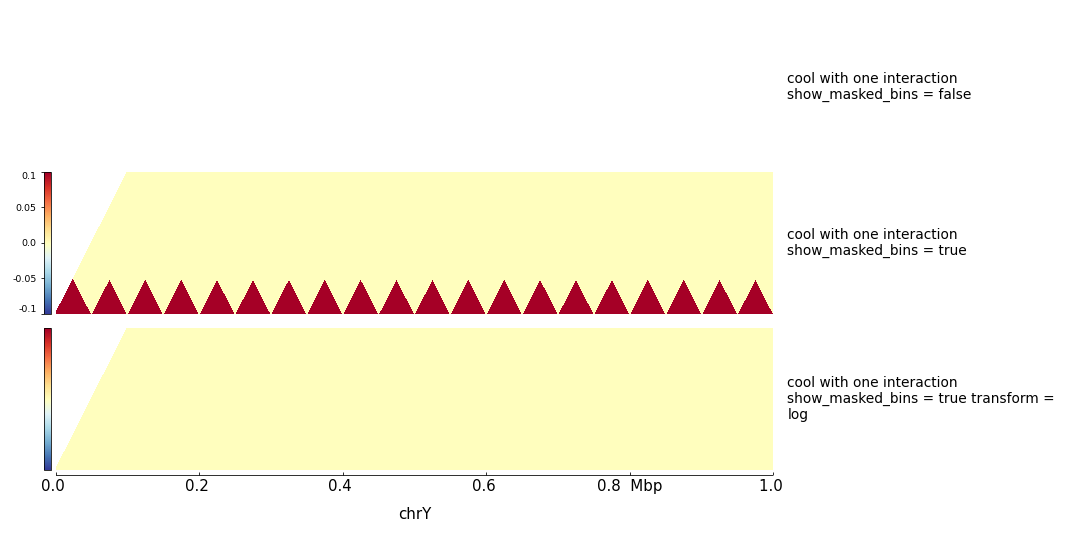 cool with one interaction
show_masked_bins = false
0.1
0.05
0.0
-0.05
-0.1
cool with one interaction
show_masked_bins = true
cool with one interaction
show_masked_bins = true transform =
log
0.0 0.2 0.4 0.6 0.8 Mbp 1.0
chrY